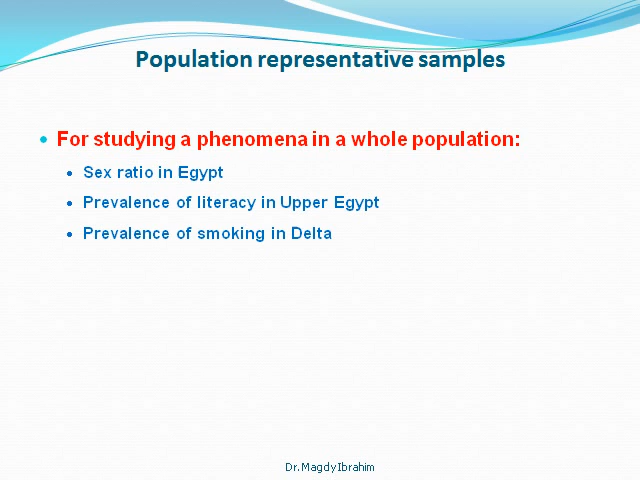 Population representative samples
For studying a phenomena in a whole population:
Sex ratio in Egypt
Prevalence of literacy in Upper Egypt
Prevalence of smoking in Delta
Dr. Magdy Ibrahim